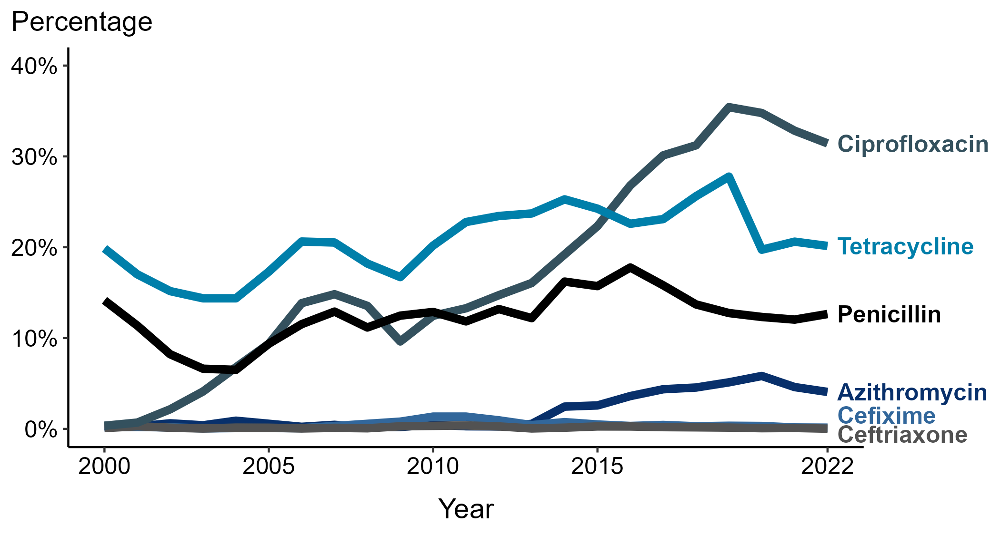 Percentage
40%
30%
20%
10%
0%
Ciprofloxacin
Tetracycline
Penicillin
Azithromycin
Cefixime
Ceftriaxone
2000 2005 2010 2015 2022
Year